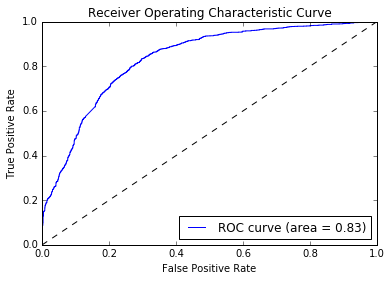 Receiver Operating Characteristic Curve
1.0
0.8
0.6
0.4
0.2
0.0
True Positive Rate
ROC curve (area = 0.83)
0.0 0.2 0.4 0.6 0.8 1.0
False Positive Rate